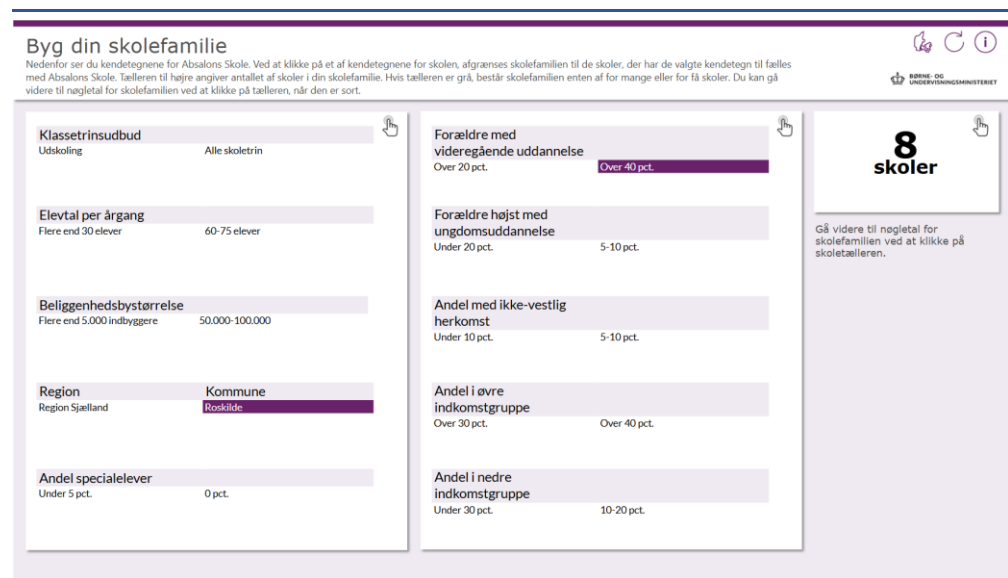 Byg din skolefamilie
Nedenfor ser du kendetegnene for Absalons Skole. Ved at klikke på et af kendetegnene for skolen, afgrænses skolefamilien til de skoler, der har de valgte kendetegn til fælles
med Absalons Skole. Tælleren til højre angiver antallet af skoler i din skolefamilie. Hvis tælleren er grå, består skolefamilien enten af for mange eller for få skoler. Du kan gå
videre til nøgletal for skolefamilien ved at klikke på tælleren, når den er sort.
BØRNE- OG
UNDERVISNINGSMINISTERIET
Klassetrinsudbud
Udskoling Alle skoletrin
Elevtal per årgang
Flere end 30 elever 60-75 elever
Beliggenhedsbystørrelse
Flere end 5.000 indbyggere 50.000-100.000
Region Kommune
Region Sjælland Roskilde
Andel specialelever
Under 5 pct. 0 pct.
Forældre med
videregående uddannelse
Over 20 pct. Over 40 pct.
Forældre højst med
ungdomsuddannelse
Under 20 pct. 5-10 pct.
Andel med ikke-vestlig
herkomst
Under 10 pct. 5-10 pct.
Andel i øvre
indkomstgruppe
Over 30 pct. Over 40 pct.
Andel i nedre
indkomstgruppe
Under 30 pct. 10-20 pct.
8
skoler
Gå videre til nøgletal for
skolefamilien ved at klikke på
skoletælleren.